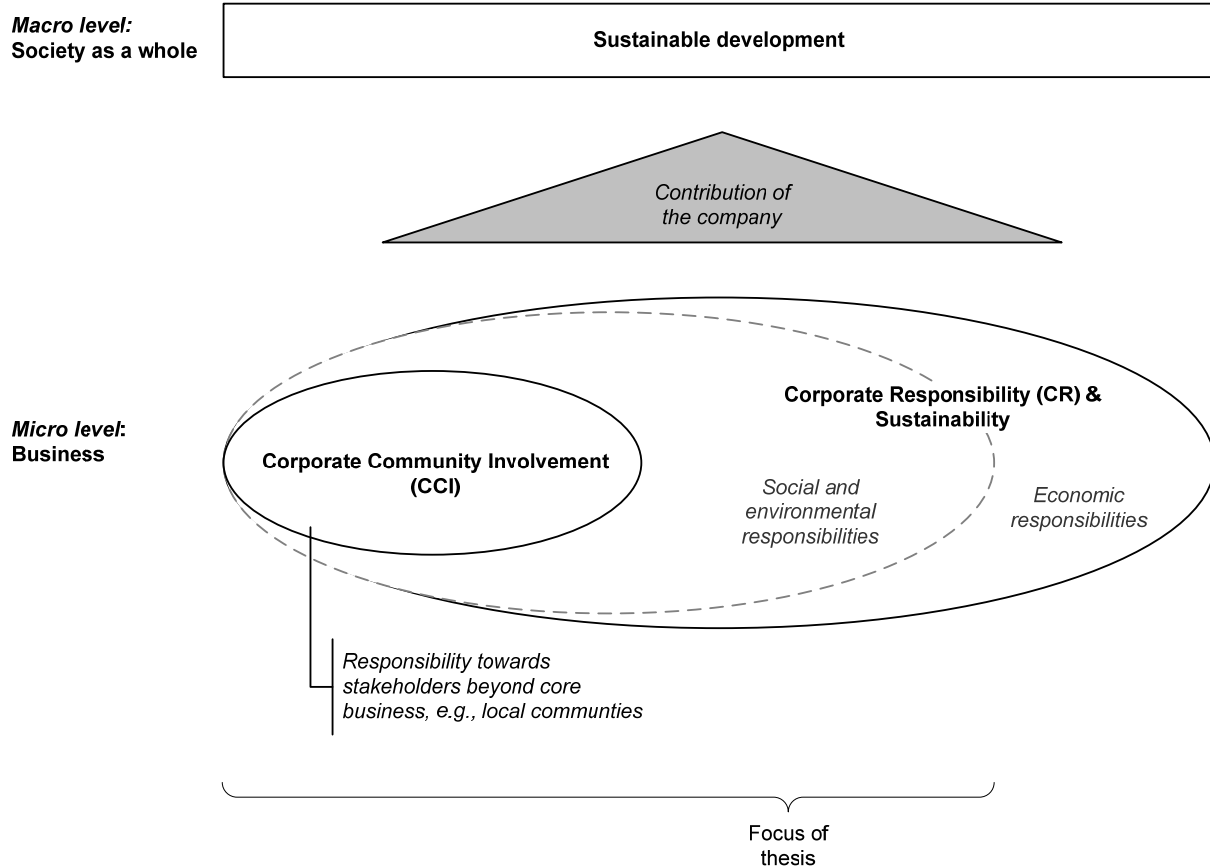 Macro level:
Society as a whole
Sustainable development
Contribution of
the company
Micro level:
Business
Corporate Community Involvement
(CCI)
Corporate Responsibility (CR) &
Sustainability
Social and
environmental
responsibilities
Economic
responsibilities
Responsibility towards
stakeholders beyond core
business, e.g., local communties
Focus of
thesis